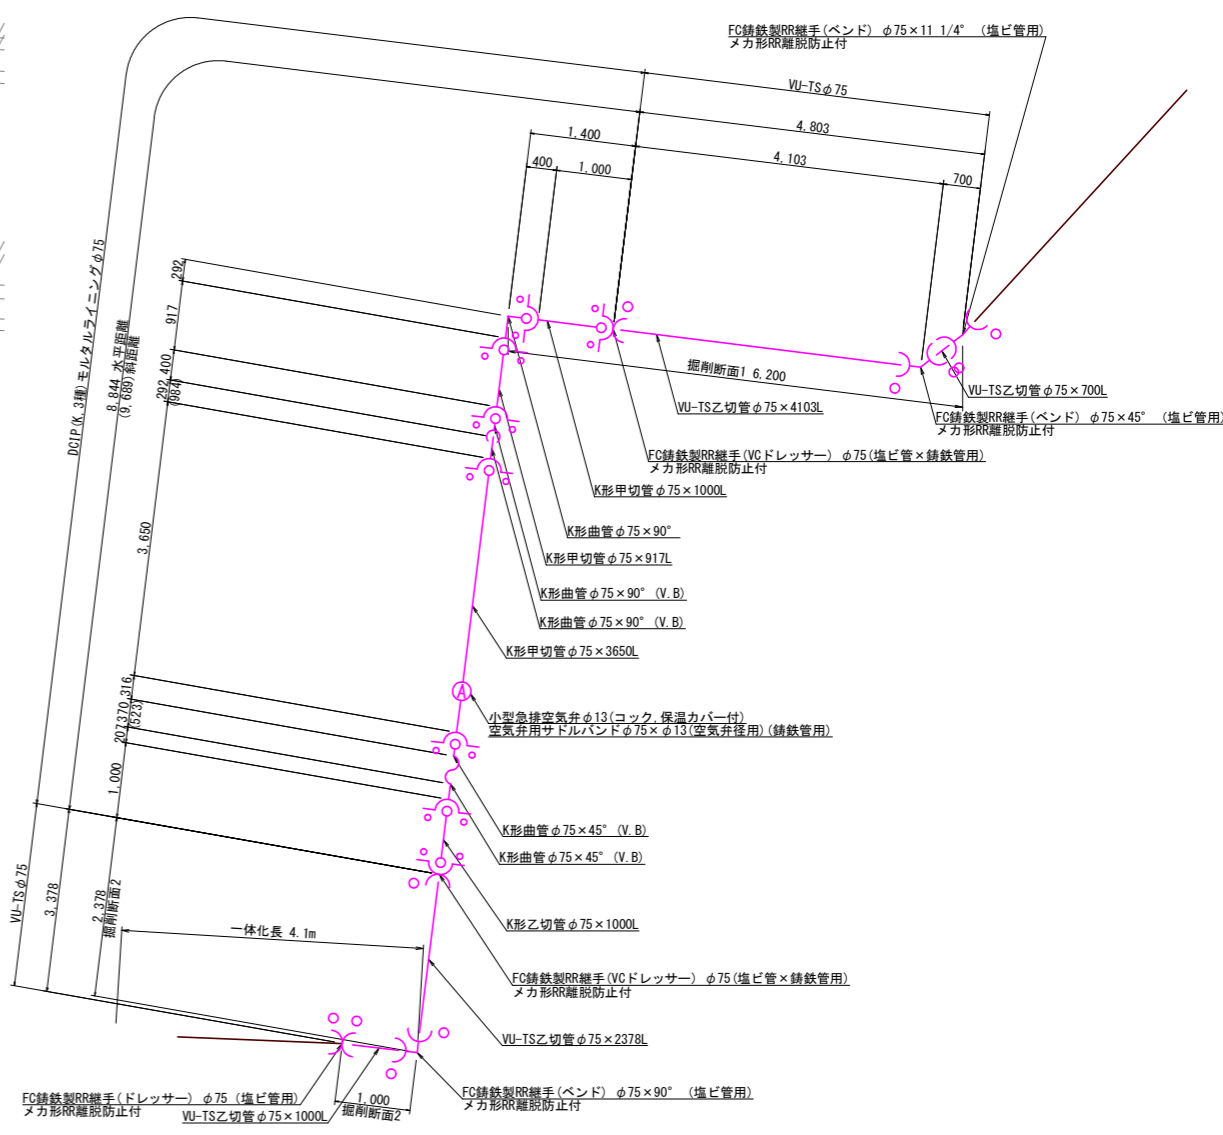 FC鋳鉄製RR継手(ベンド) φ75×11 1/4° (塩ビ管用)
メカ形RR離脱防止付
VU-TSφ75
4,803
1,400
4,103
400
1,000
700
292
917
400
292
(984)
DCIP(K,3種)モルタルライニングφ75
8,844 水平距離
(9,689)斜距離
掘削断面1 6,200
VU-TS乙切管φ75×700L
VU-TS乙切管φ75×4103L
FC鋳鉄製RR継手(ベンド) φ75×45° (塩ビ管用)
メカ形RR離脱防止付
FC鋳鉄製RR継手(VCドレッサー) φ75(塩ビ管×鋳鉄管用)
メカ形RR離脱防止付
K形甲切管φ75×1000L
K形曲管φ75×90°
K形甲切管φ75×917L
K形曲管φ75×90° (V.B)
K形曲管φ75×90° (V.B)
3,650
K形甲切管φ75×3650L
A
小型急排空気弁φ13(コック,保温カバー付)
空気弁用サドルバンドφ75×φ13(空気弁径用)(鋳鉄管用)
316
370
(523)
207
1,000
K形曲管φ75×45° (V.B)
K形曲管φ75×45° (V.B)
VU-TSφ75
3,378
2,378
掘削断面2
一体化長 4.1m
K形乙切管φ75×1000L
FC鋳鉄製RR継手(VCドレッサー) φ75(塩ビ管×鋳鉄管用)
メカ形RR離脱防止付
VU-TS乙切管φ75×2378L
FC鋳鉄製RR継手(ドレッサー) φ75 (塩ビ管用)
メカ形RR離脱防止付
VU-TS乙切管φ75×1000L
1,000
掘削断面2
FC鋳鉄製RR継手(ベンド) φ75×90° (塩ビ管用)
メカ形RR離脱防止付